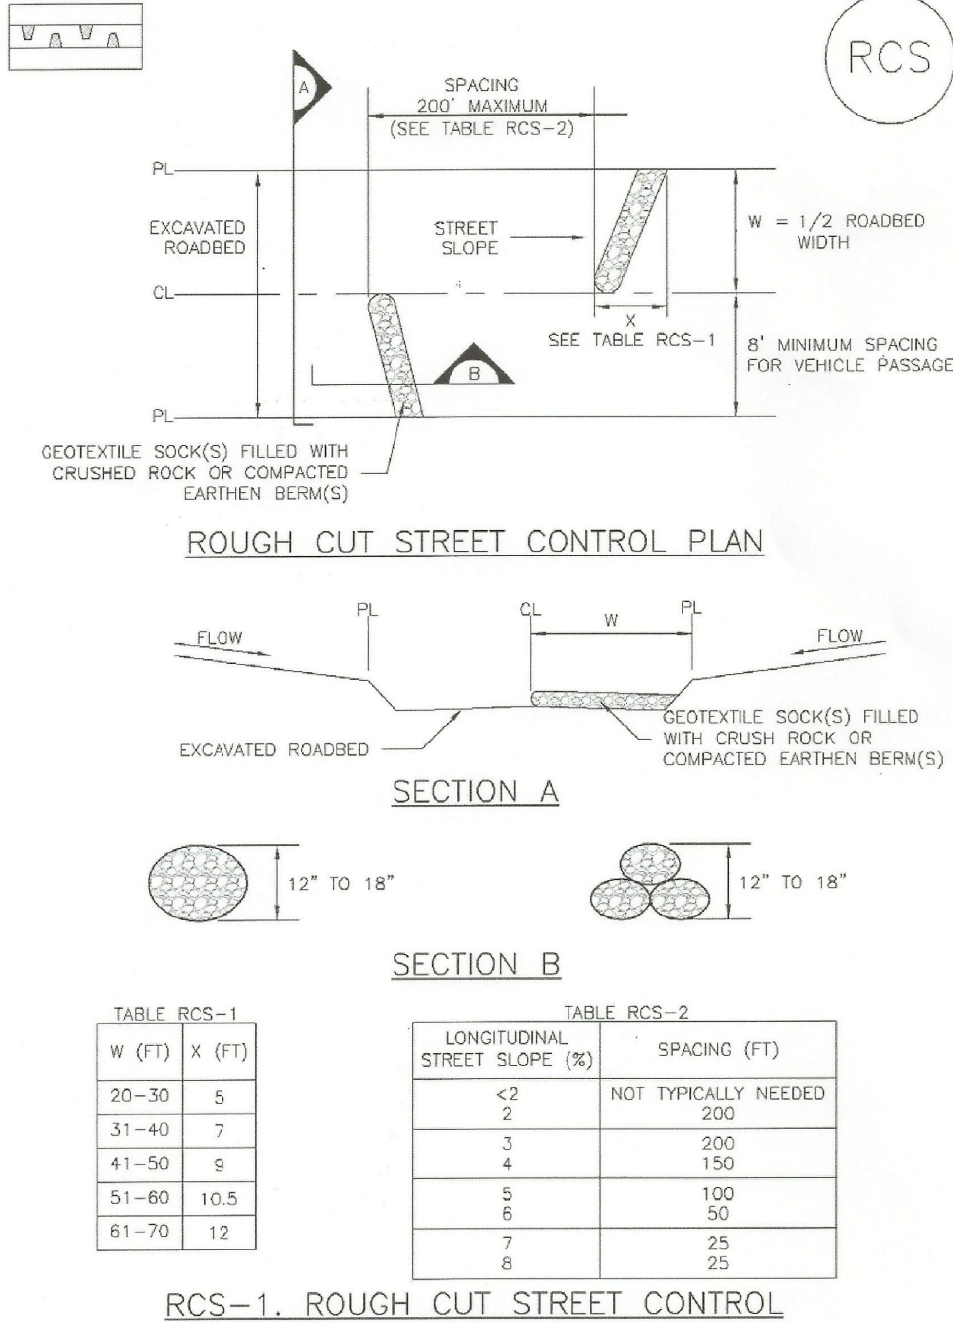 RCS
A
SPACING
200' MAXIMUM
(SEE TABLE RCS-2)
PL
EXCAVATED
ROADBED
STREET
SLOPE
W = 1/2 ROADBED
WIDTH
CL
X
SEE TABLE RCS-1
8' MINIMUM SPACING
FOR VEHICLE PASSAGE
B
PL
GEOTEXTILE SOCK(S) FILLED WITH
CRUSHED ROCK OR COMPACTED
EARTHEN BERM(S)
ROUGH CUT STREET CONTROL PLAN
PL
CL
W
PL
FLOW
FLOW
EXCAVATED ROADBED
GEOTEXTILE SOCK(S) FILLED
WITH CRUSH ROCK OR
COMPACTED EARTHEN BERM(S)
SECTION A
12" TO 18"
12" TO 18"
SECTION B
TABLE RCS-1
W (FT) X (FT)
20-30 5
31-40 7
41-50 9
51-60 10.5
61-70 12
TABLE RCS-2
LONGITUDINAL
STREET SLOPE (%) SPACING (FT)
<2 NOT TYPICALLY NEEDED
2 200
3 200
4 150
5 100
6 50
7 25
8 25
RCS-1. ROUGH CUT STREET CONTROL